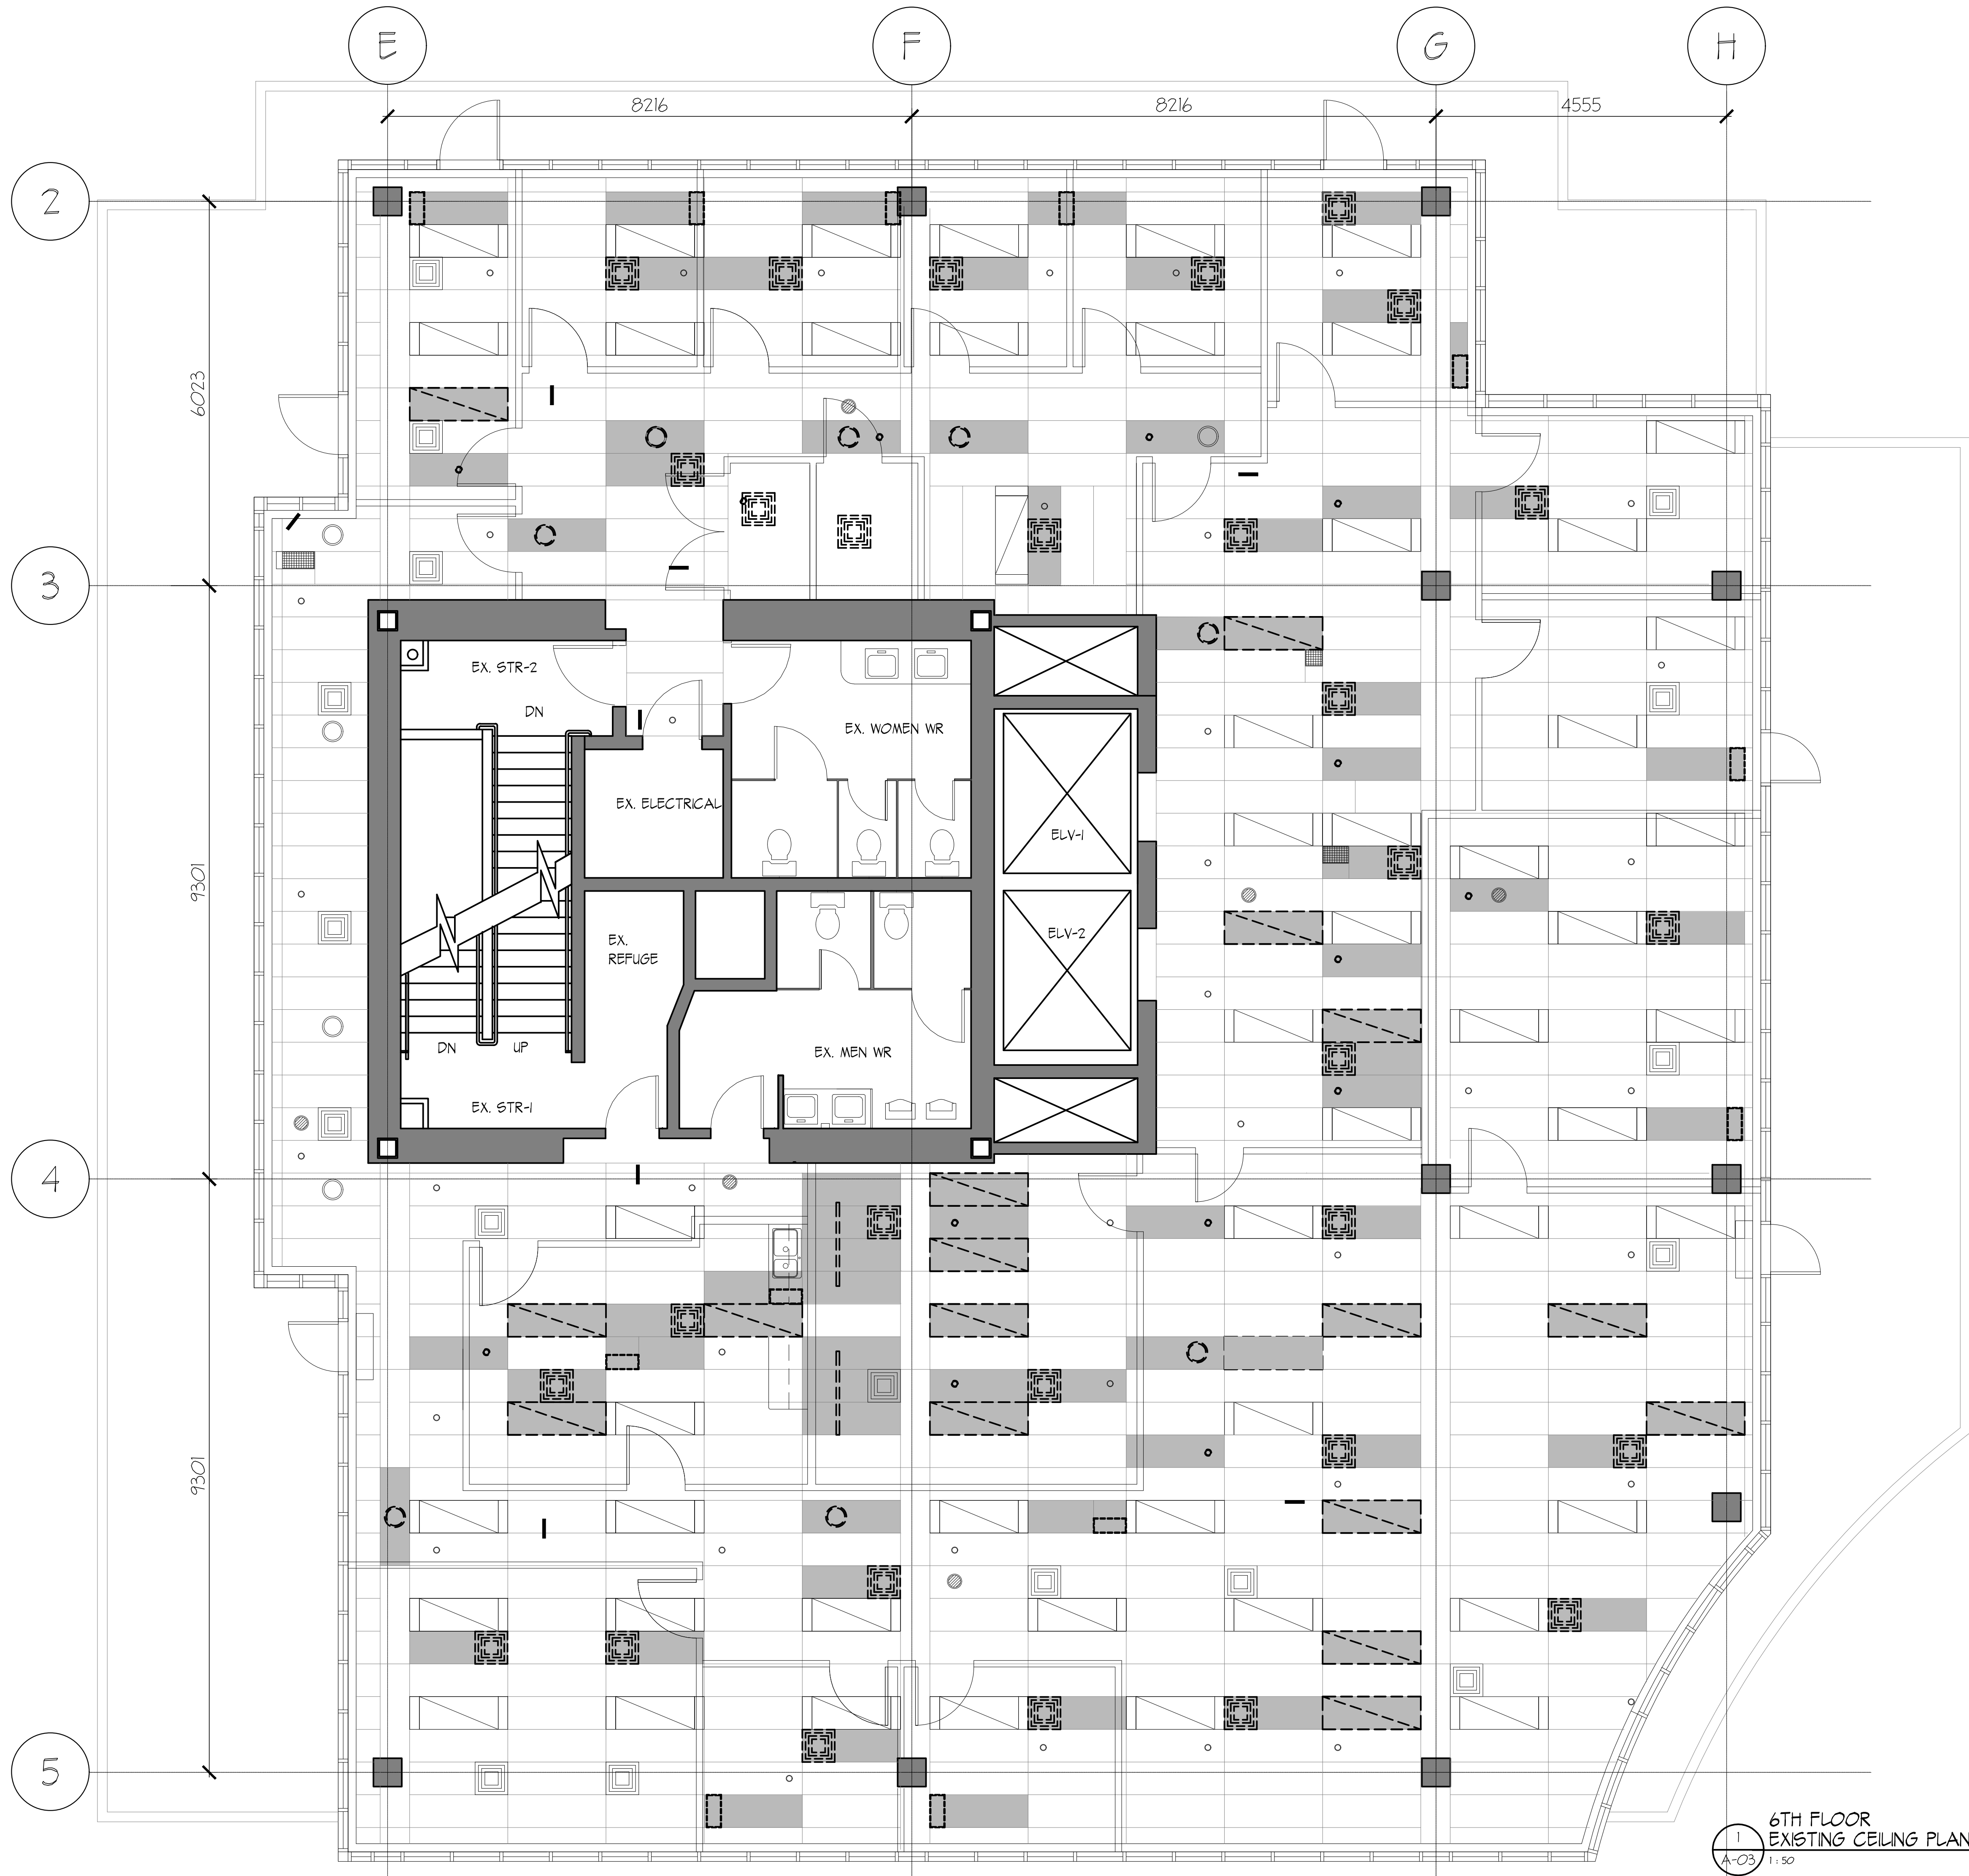 E
F
G
H
8216
8216
4555
2
6023
3
EX. STR-2
DN
EX. WOMEN WR
EX. ELECTRICAL
ELV-1
9301
EX.
REFUGE
ELV-2
DN
UP
EX. MEN WR
EX. STR-1
4
9301
5
6TH FLOOR
1
EXISTING CEILING PLAN
A-03
1 : 50